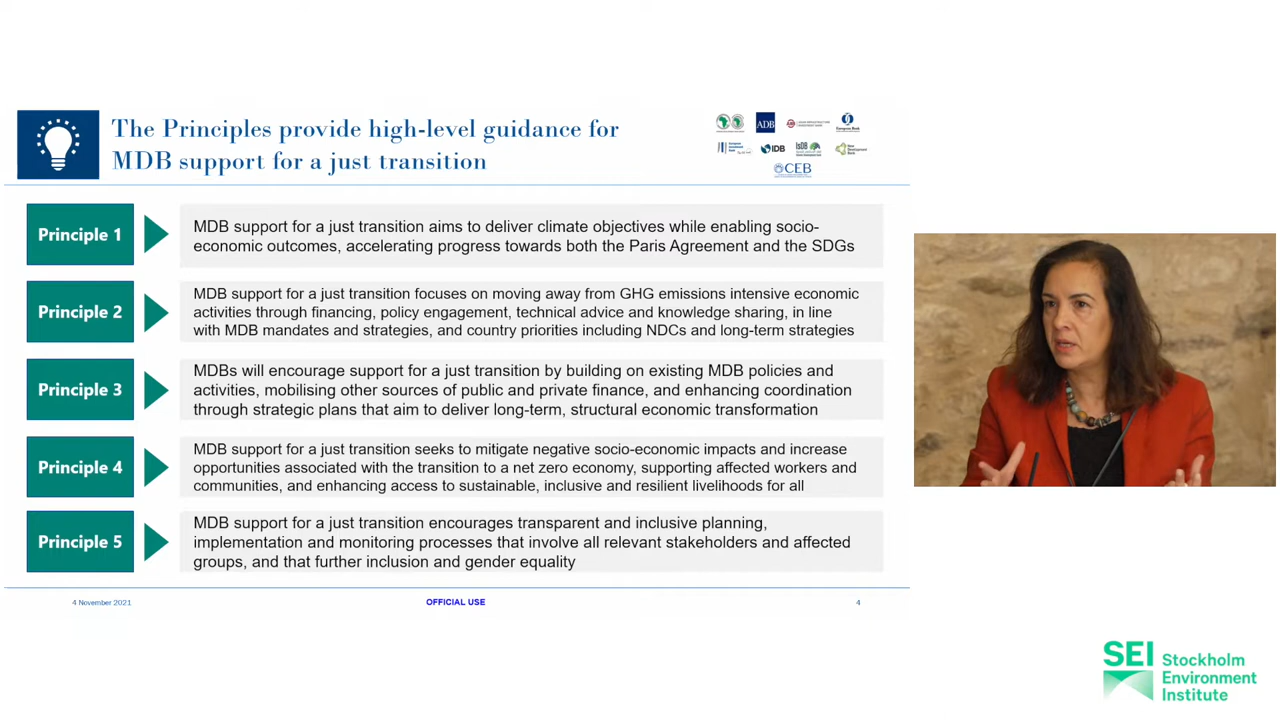 The Principles provide high-level guidance for
MDB support for a just transition
ADB
European Bank
IDB
IsDB
CEB
Principle 1
MDB support for a just transition aims to deliver climate objectives while enabling socio-
economic outcomes, accelerating progress towards both the Paris Agreement and the SDGs
Principle 2
MDB support for a just transition focuses on moving away from GHG emissions intensive economic
activities through financing, policy engagement, technical advice and knowledge sharing, in line
with MDB mandates and strategies, and country priorities including NDCs and long-term strategies
Principle 3
MDBs will encourage support for a just transition by building on existing MDB policies and
activities, mobilising other sources of public and private finance, and enhancing coordination
through strategic plans that aim to deliver long-term, structural economic transformation
Principle 4
MDB support for a just transition seeks to mitigate negative socio-economic impacts and increase
opportunities associated with the transition to a net zero economy, supporting affected workers and
communities, and enhancing access to sustainable, inclusive and resilient livelihoods for all
Principle 5
MDB support for a just transition encourages transparent and inclusive planning,
implementation and monitoring processes that involve all relevant stakeholders and affected
groups, and that further inclusion and gender equality
4 November 2021
OFFICIAL USE
4
SEI Stockholm
Environment
Institute